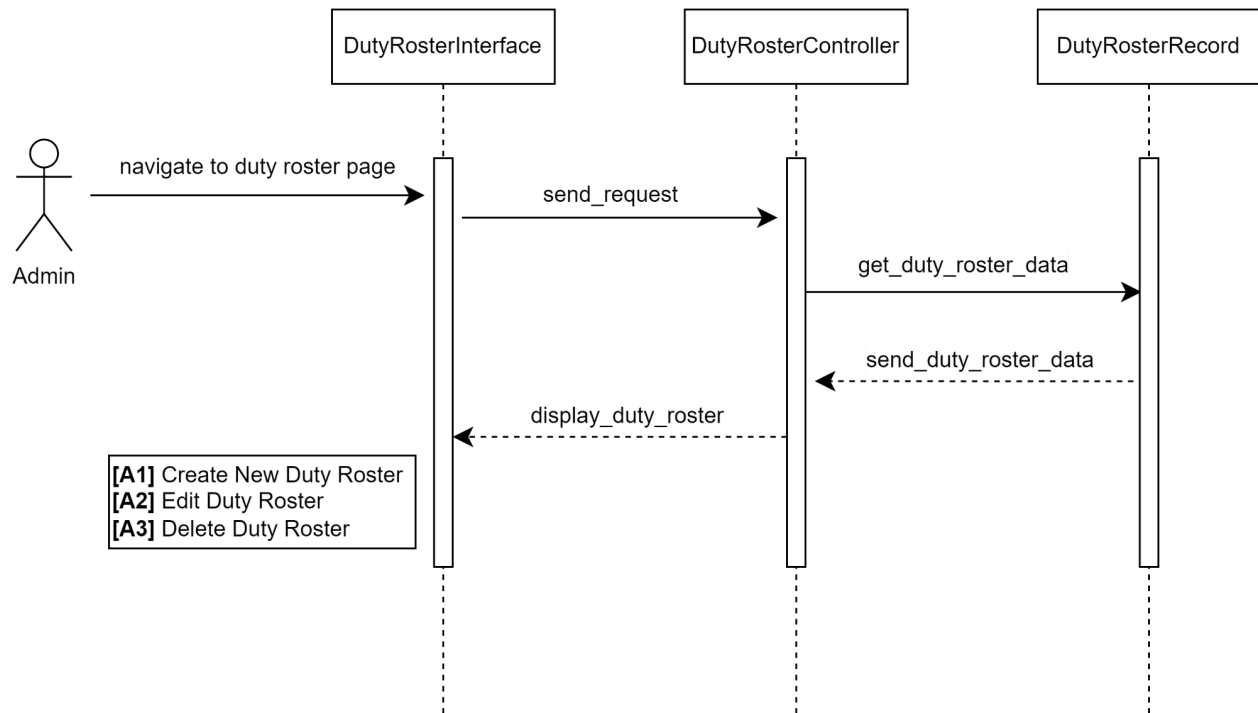 DutyRosterInterface
DutyRosterController
DutyRosterRecord
navigate to duty roster page
send_request
Admin
get_duty_roster_data
send_duty_roster_data
display_duty_roster
[A1] Create New Duty Roster
[A2] Edit Duty Roster
[A3] Delete Duty Roster